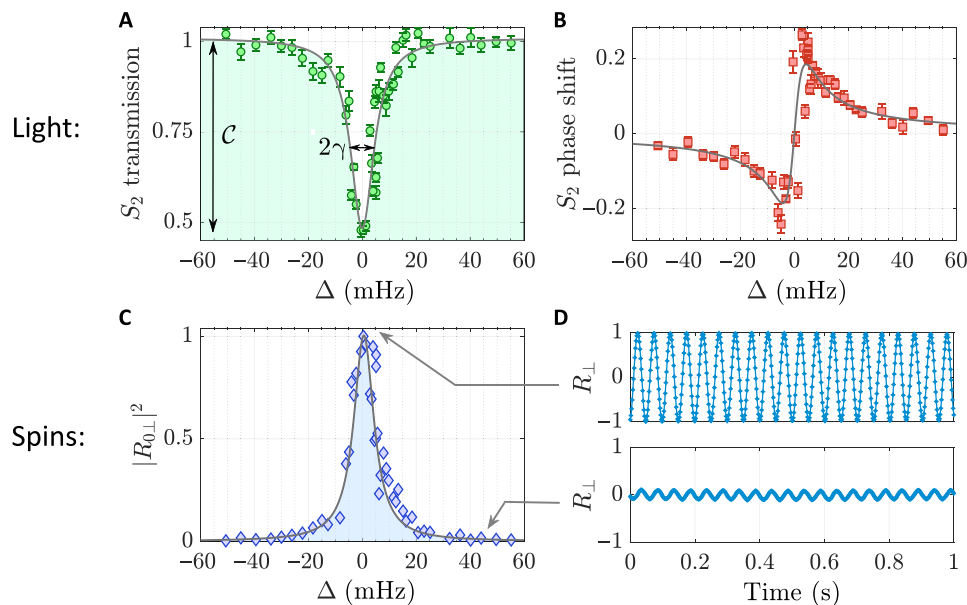 Light:
A
S₂ transmission
1
0.75
0.5
C
2γ
−60 −40 −20 0 20 40 60
Δ (mHz)
B
S₂ phase shift
0.2
0
−0.2
−60 −40 −20 0 20 40 60
Δ (mHz)
Spins:
C
|R₀⊥|²
1
0.5
0
−60 −40 −20 0 20 40 60
Δ (mHz)
D
R⊥
1
0
−1
R⊥
1
0
−1
0 0.2 0.4 0.6 0.8 1
Time (s)